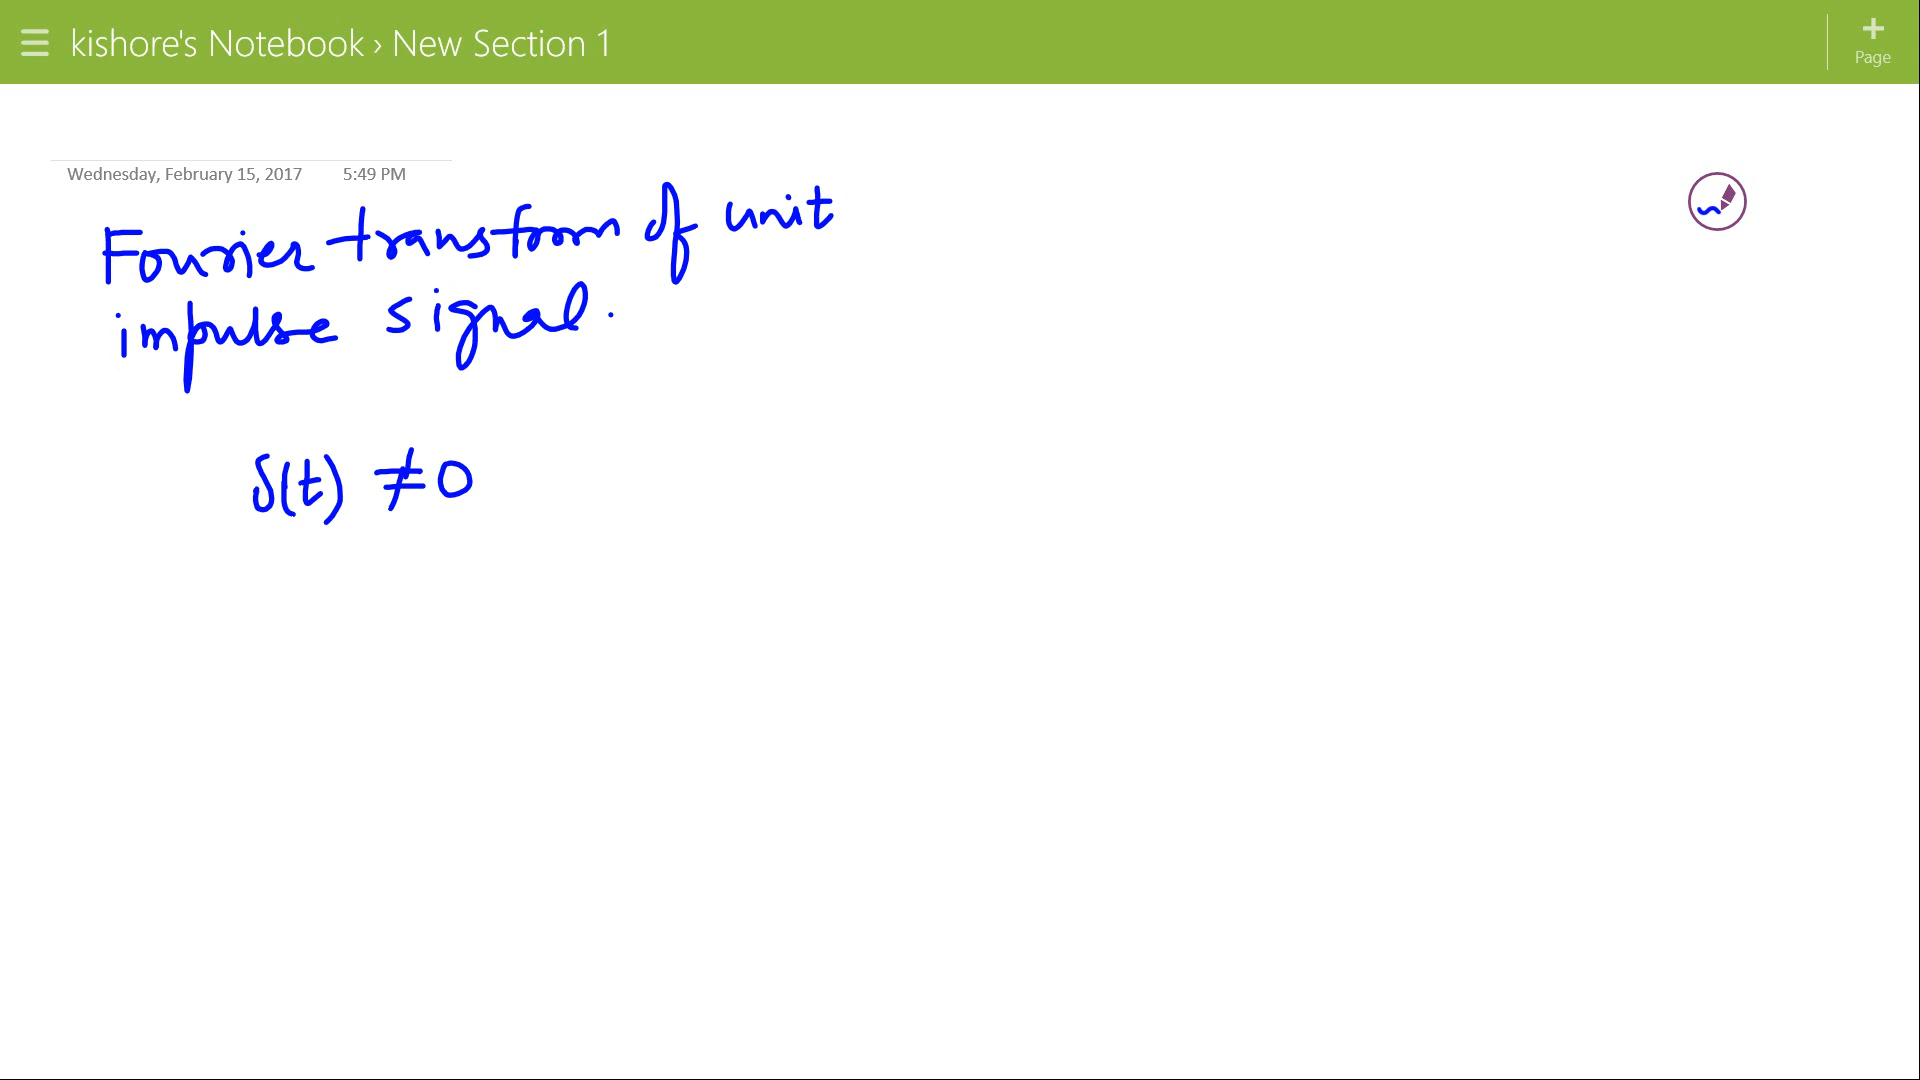 kishore's Notebook › New Section 1
Page
Wednesday, February 15, 2017 5:49 PM
Fourier transform of unit
impulse signal.
δ(t) ≠ 0